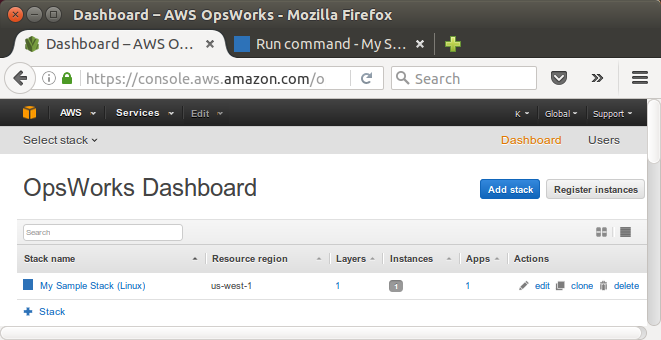 Dashboard – AWS OpsWorks - Mozilla Firefox
Dashboard – AWS O… Run command - My S…
https://console.aws.amazon.com/o Search
AWS Services Edit K Global Support
Select stack Dashboard Users
OpsWorks Dashboard Add stack Register instances
Search
Stack name Resource region Layers Instances Apps Actions
My Sample Stack (Linux) us-west-1 1 1 1 edit clone delete
Stack